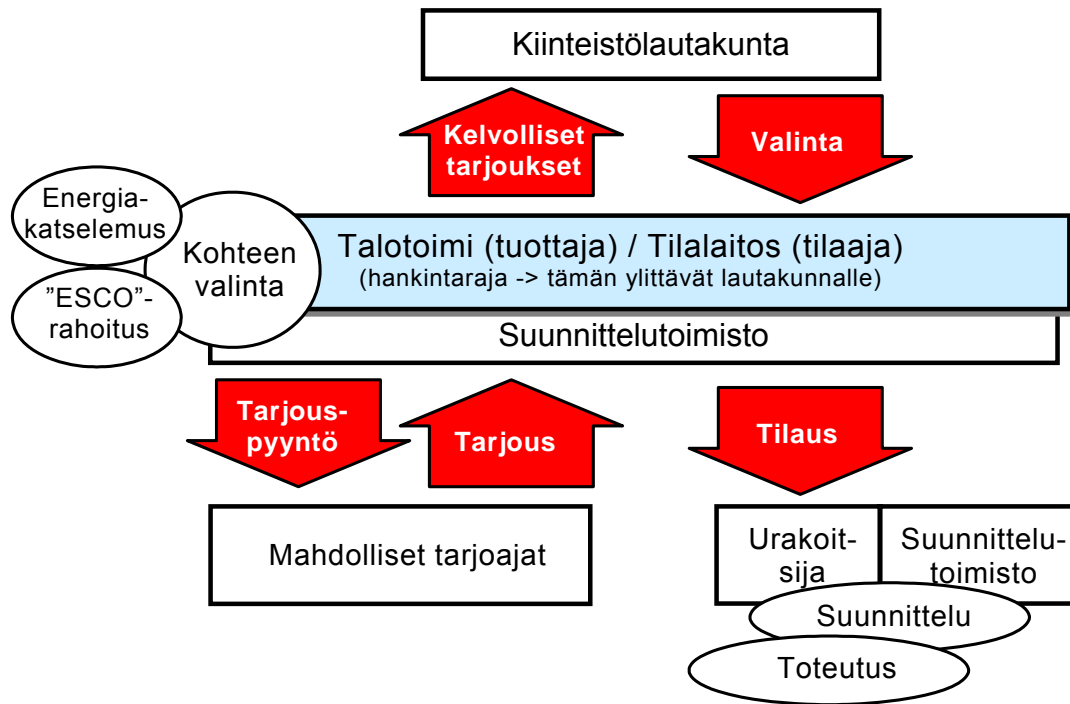 Kiinteistölautakunta
Kelvolliset
tarjoukset
Valinta
Energia-
katselemus
”ESCO”-
rahoitus
Kohteen
valinta
Talotoimi (tuottaja) / Tilalaitos (tilaaja)
(hankintaraja -> tämän ylittävät lautakunnalle)
Suunnittelutoimisto
Tarjous-
pyyntö
Tarjous
Tilaus
Mahdolliset tarjoajat
Urakoit-
sija
Suunnittelu-
toimisto
Suunnittelu
Toteutus